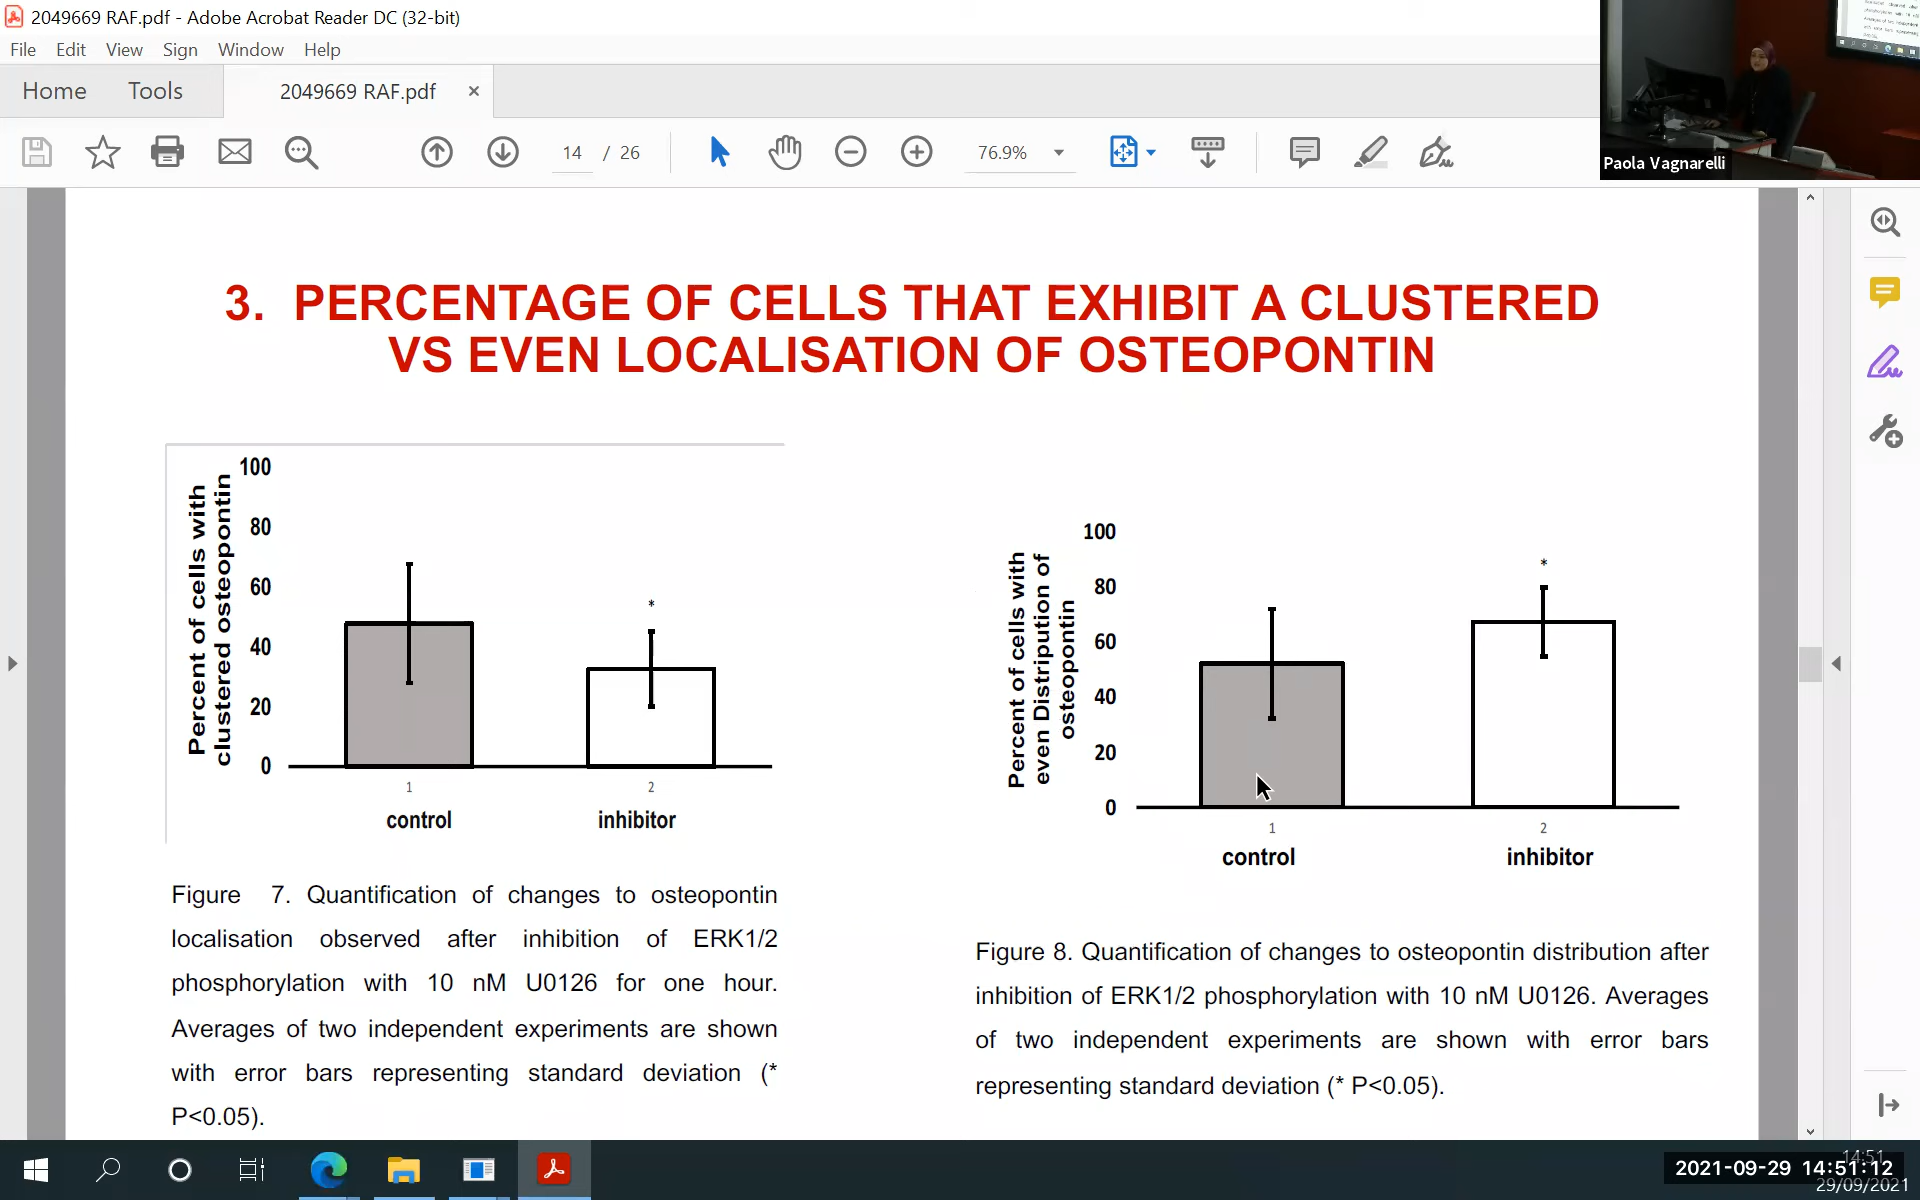 2049669 RAF.pdf - Adobe Acrobat Reader DC (32-bit)
File Edit View Sign Window Help
Home Tools 2049669 RAF.pdf ×
14 / 26 76.9%
Paola Vagnarelli
3. PERCENTAGE OF CELLS THAT EXHIBIT A CLUSTERED
VS EVEN LOCALISATION OF OSTEOPONTIN
Percent of cells with
clustered osteopontin
100
80
60
40
20
0
*
1 2
control inhibitor
Percent of cells with
even Distripution of
osteopontin
100
80
60
40
20
0
*
1 2
control inhibitor
Figure 7. Quantification of changes to osteopontin
localisation observed after inhibition of ERK1/2
phosphorylation with 10 nM U0126 for one hour.
Averages of two independent experiments are shown
with error bars representing standard deviation (*
P<0.05).
Figure 8. Quantification of changes to osteopontin distribution after
inhibition of ERK1/2 phosphorylation with 10 nM U0126. Averages
of two independent experiments are shown with error bars
representing standard deviation (* P<0.05).
14:51
2021-09-29 14:51:12
29/09/2021